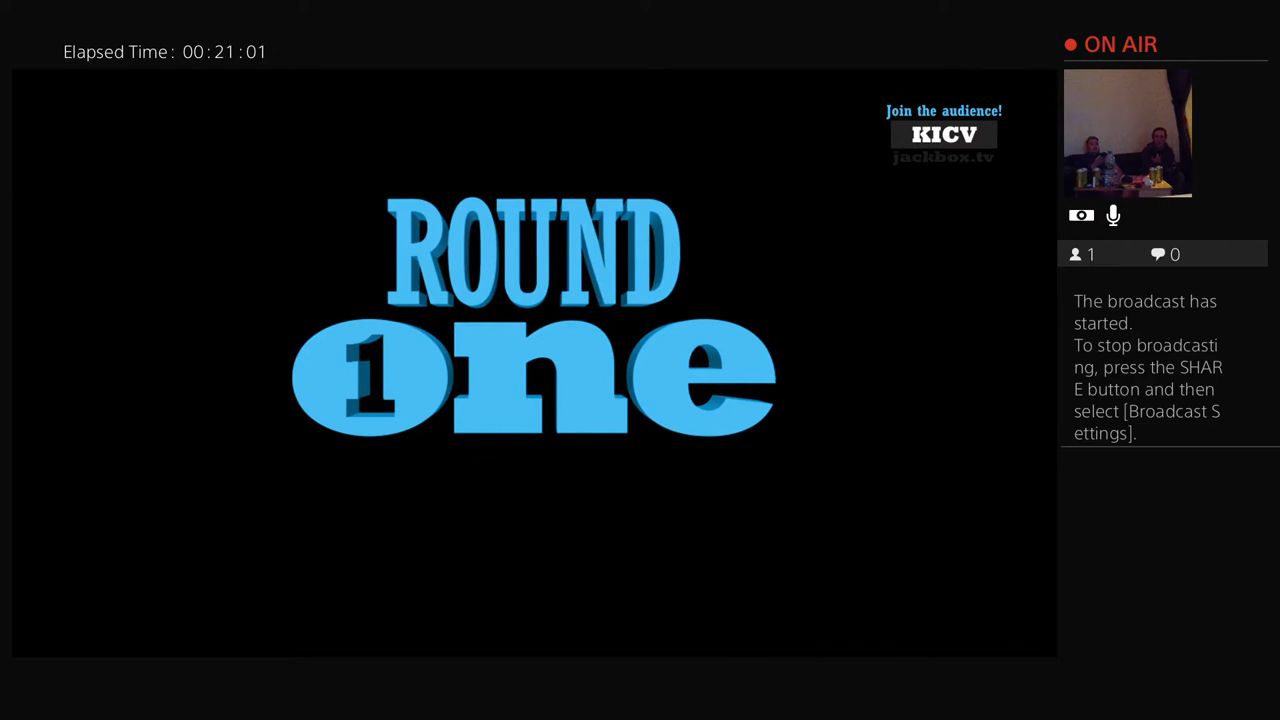 Elapsed Time: 00:21:01
ON AIR
Join the audience!
KICV
jackbox.tv
ROUND
1
One
1
0
The broadcast has
started.
To stop broadcasti
ng, press the SHAR
E button and then
select [Broadcast S
ettings].